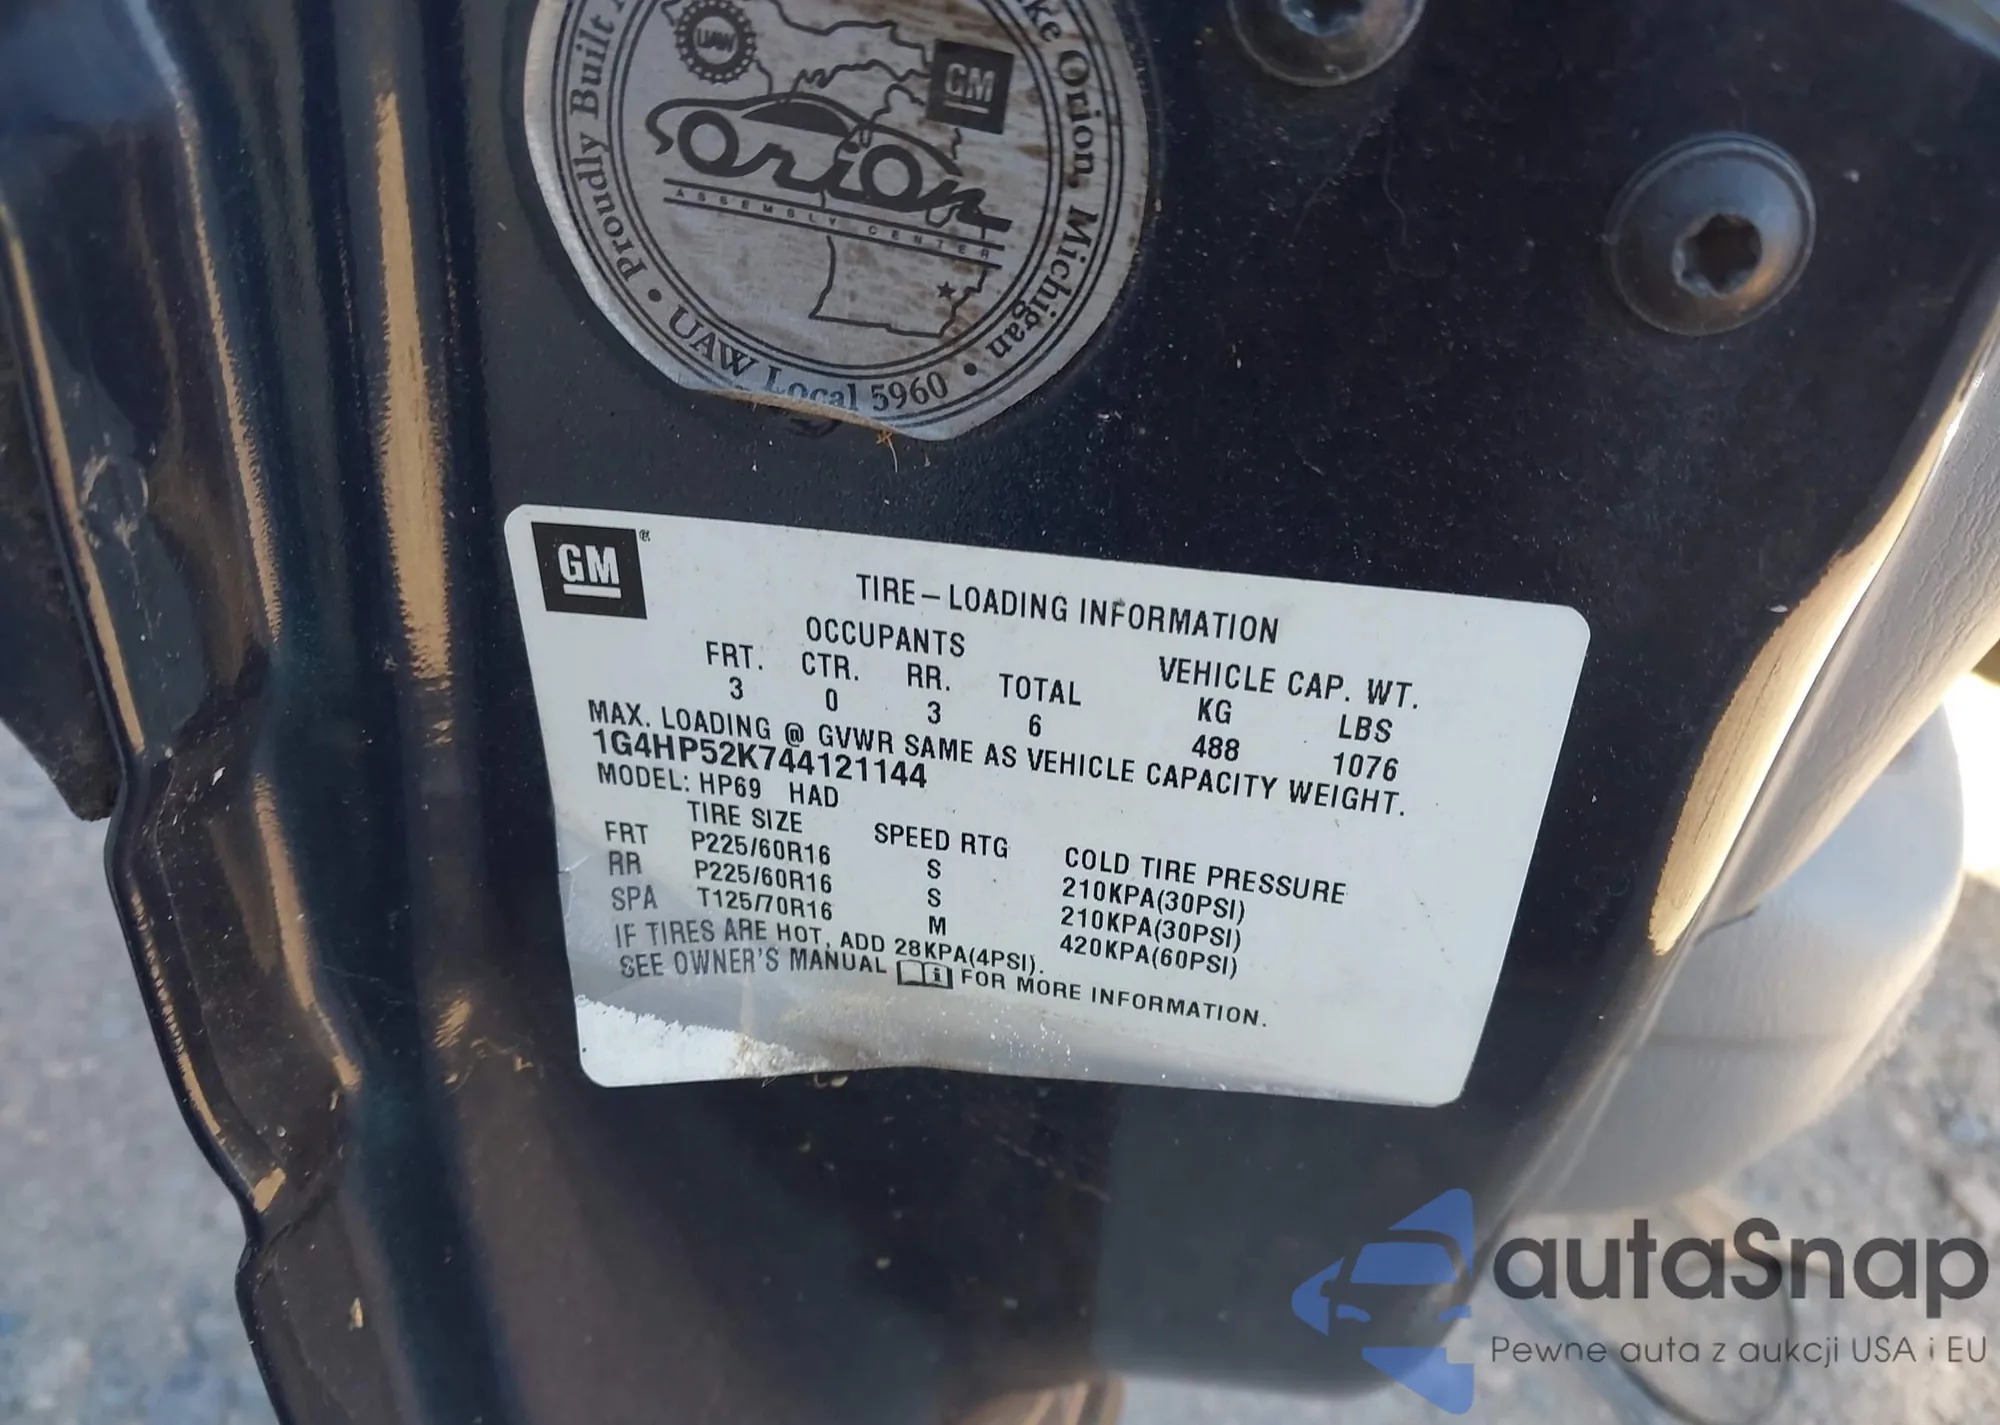 Proudly Built
ke Orion, Michigan
UAW
GM
Orion
ASSEMBLY CENTER
• UAW Local 5960 •
GM®
TIRE – LOADING INFORMATION
OCCUPANTS VEHICLE CAP. WT.
FRT. CTR. RR. TOTAL KG LBS
3 0 3 6 488 1076
MAX. LOADING @ GVWR SAME AS VEHICLE CAPACITY WEIGHT.
1G4HP52K744121144
MODEL: HP69 HAD
TIRE SIZE SPEED RTG COLD TIRE PRESSURE
FRT P225/60R16 S 210KPA(30PSI)
RR P225/60R16 S 210KPA(30PSI)
SPA T125/70R16 M 420KPA(60PSI)
IF TIRES ARE HOT, ADD 28KPA(4PSI).
SEE OWNER'S MANUAL FOR MORE INFORMATION.
autaSnap
Pewne auta z aukcji USA i EU